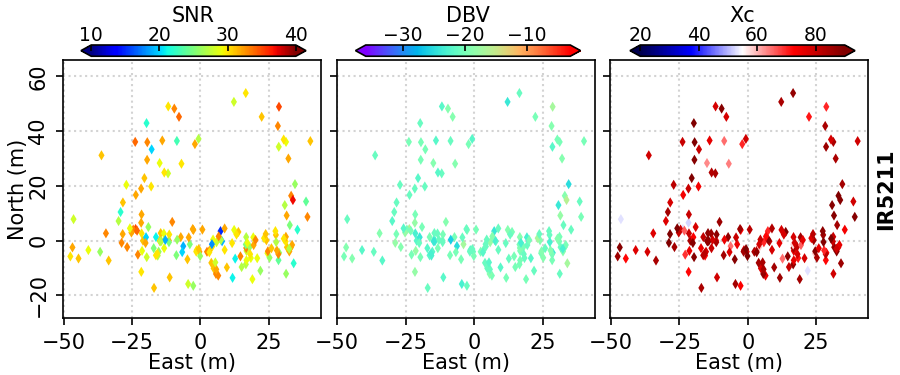 SNR
DBV
Xc
10 20 30 40
−30 −20 −10
20 40 60 80
60
40
20
0
−20
North (m)
−50 −25 0 25
−50 −25 0 25
−50 −25 0 25
East (m)
East (m)
East (m)
IR5211